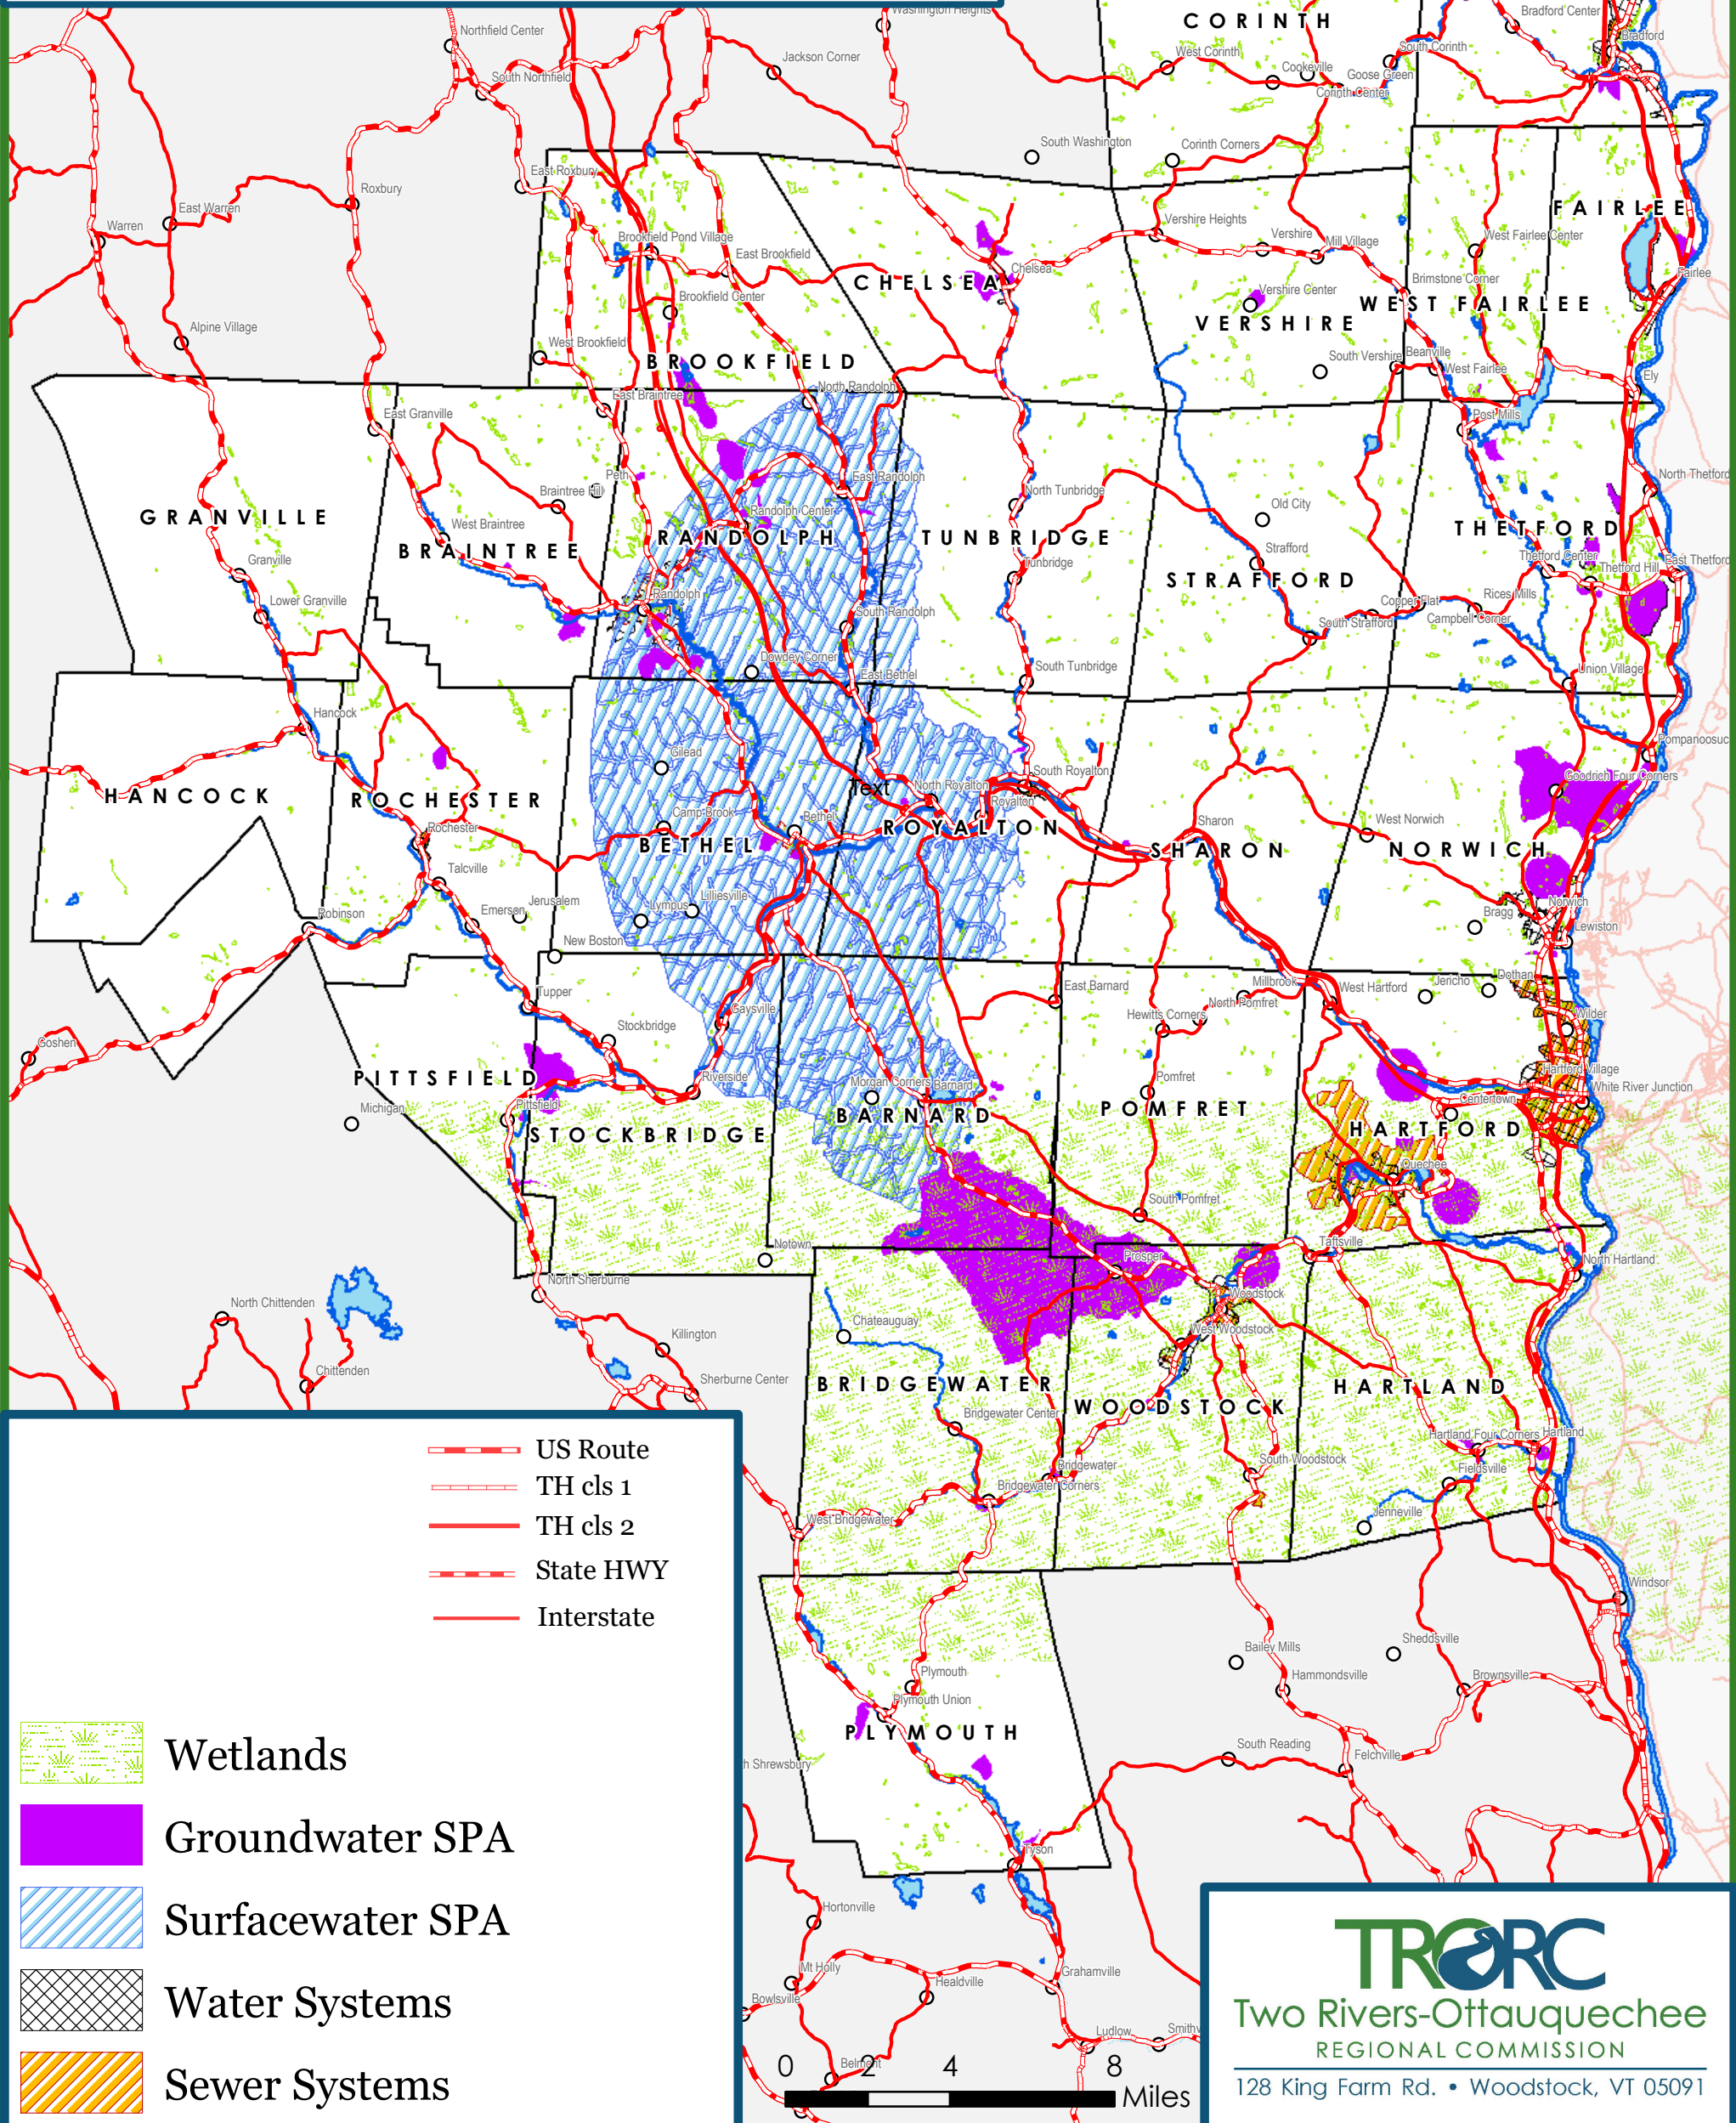 Washington Heights
CORINTH
Bradford Center
Bradford
Northfield Center
South Northfield
Jackson Corner
West Corinth
Cookeville
South Corinth
Goose Green
Corinth Center
South Washington
Corinth Corners
East Roxbury
Roxbury
East Warren
Warren
FAIRLEE
Vershire Heights
Vershire
Mill Village
West Fairlee Center
Brookfield Pond Village
East Brookfield
CHELSEA
Chelsea
Fairlee
Brimstone Corner
Brookfield Center
Vershire Center
WEST FAIRLEE
VERSHIRE
Alpine Village
West Brookfield
BROOKFIELD
South Vershire
Beanville
West Fairlee
Ely
North Randolph
East Braintree
East Granville
Post Mills
Peth
East Randolph
North Thetford
Braintree Hill
North Tunbridge
Old City
GRANVILLE
West Braintree
Randolph Center
BRAINTREE
RANDOLPH
TUNBRIDGE
THETFORD
Strafford
Thetford Center
East Thetford
Granville
Tunbridge
STRAFFORD
Thetford Hill
Lower Granville
Randolph
South Randolph
Copper Flat
Rices Mills
South Strafford
Campbell Corner
Dowdey Corner
East Bethel
South Tunbridge
Union Village
Hancock
Gilead
Pompanoosuc
South Royalton
Goodrich Four Corners
Text
North Royalton
HANCOCK
ROCHESTER
Royalton
Camp Brook
Bethel
ROYALTON
Rochester
BETHEL
Sharon
SHARON
West Norwich
NORWICH
Talcville
Lilliesville
Jerusalem
Emerson
Lympus
Robinson
Norwich
Bragg
Lewiston
New Boston
Tupper
East Barnard
Millbrook
West Hartford
Jericho
Dothan
Gaysville
North Pomfret
Hewitts Corners
Wilder
Stockbridge
Goshen
PITTSFIELD
Riverside
Morgan Corners
Barnard
Pomfret
Hartford Village
White River Junction
Centertown
Pittsfield
Michigan
BARNARD
POMFRET
HARTFORD
STOCKBRIDGE
Quechee
South Pomfret
Notown
Prosper
Taftsville
North Hartland
North Sherburne
Woodstock
North Chittenden
Chateauguay
West Woodstock
Killington
Chittenden
Sherburne Center
BRIDGEWATER
HARTLAND
WOODSTOCK
Bridgewater Center
Hartland Four Corners
Hartland
Bridgewater
South Woodstock
Fieldsville
Bridgewater Corners
West Bridgewater
Jenneville
Windsor
Bailey Mills
Sheddsville
Plymouth
Hammondsville
Brownsville
Plymouth Union
PLYMOUTH
South Reading
Felchville
h Shrewsbury
Tyson
Hortonville
Mt Holly
Healdville
Grahamville
Bowlsville
Ludlow
Smithv
Belmont
US Route
TH cls 1
TH cls 2
State HWY
Interstate
Wetlands
Groundwater SPA
Surfacewater SPA
Water Systems
Sewer Systems
0 2 4 8
Miles
TRORC
Two Rivers-Ottauquechee
REGIONAL COMMISSION
128 King Farm Rd. • Woodstock, VT 05091